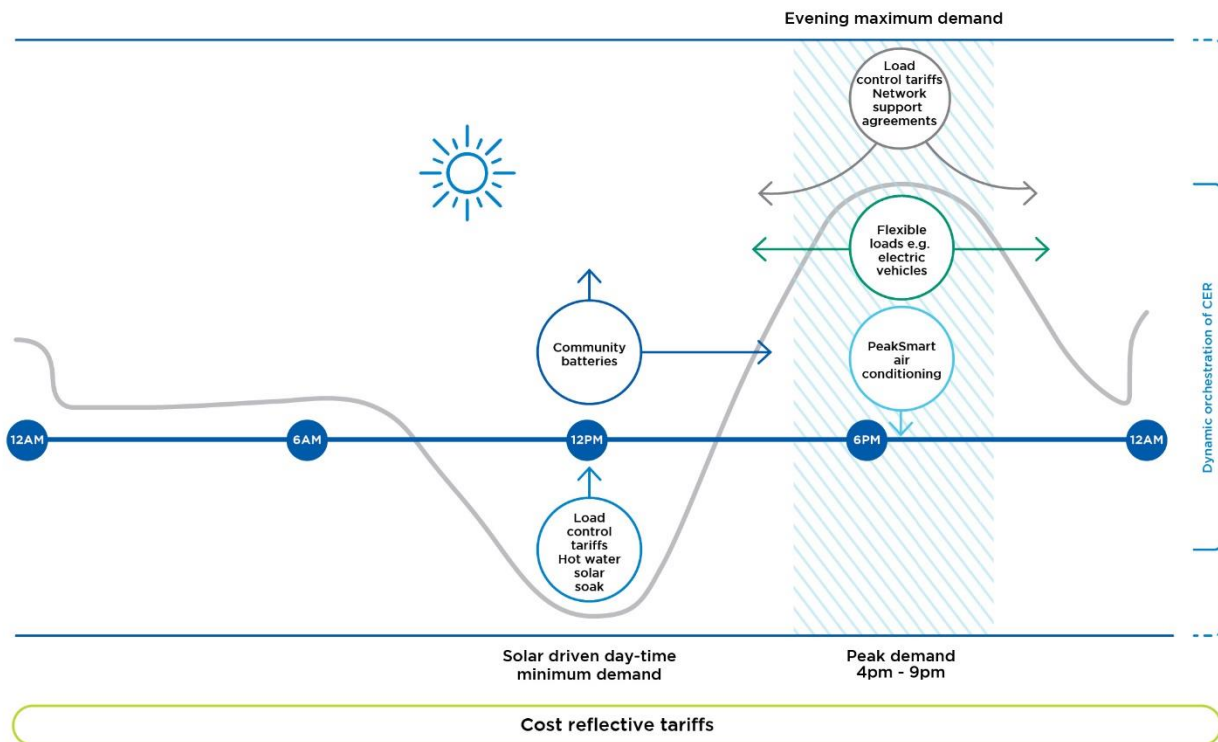 Evening maximum demand
Load
control tariffs
Network
support
agreements
Flexible
loads e.g.
electric
vehicles
Community
batteries
PeakSmart
air
conditioning
12AM
6AM
12PM
6PM
12AM
Load
control
tariffs
Hot water
solar
soak
Dynamic orchestration of CER
Solar driven day-time
minimum demand
Peak demand
4pm - 9pm
Cost reflective tariffs